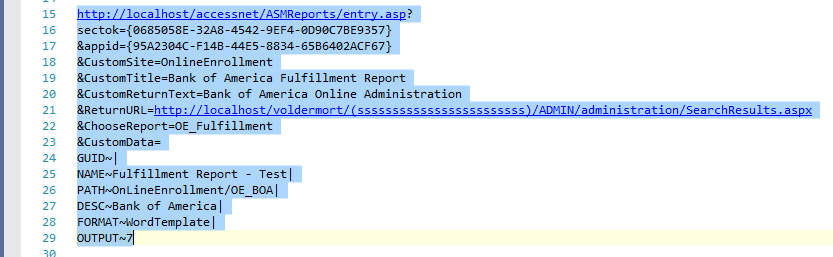 15 http://localhost/accessnet/ASMReports/entry.asp?
16 sectok={0685058E-32A8-4542-9EF4-0D90C7BE9357}
17 &appid={95A2304C-F14B-44E5-8834-65B6402ACF67}
18 &CustomSite=OnlineEnrollment
19 &CustomTitle=Bank of America Fulfillment Report
20 &CustomReturnText=Bank of America Online Administration
21 &ReturnURL=http://localhost/voldermort/(ssssssssssssssssssssssss)/ADMIN/administration/SearchResults.aspx
22 &ChooseReport=OE_Fulfillment
23 &CustomData=
24 GUID~|
25 NAME~Fulfillment Report - Test|
26 PATH~OnLineEnrollment/OE_BOA|
27 DESC~Bank of America|
28 FORMAT~WordTemplate|
29 OUTPUT~7
30